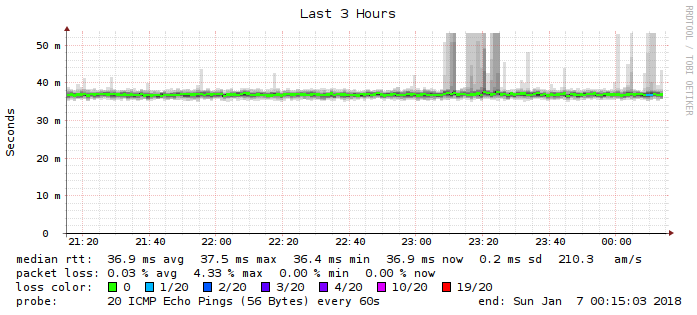 Last 3 Hours
RRDTOOL / TOBI OETIKER
Seconds
50 m
40 m
30 m
20 m
10 m
0
21:20 21:40 22:00 22:20 22:40 23:00 23:20 23:40 00:00
median rtt: 36.9 ms avg 37.5 ms max 36.4 ms min 36.9 ms now 0.2 ms sd 210.3 am/s
packet loss: 0.03 % avg 4.33 % max 0.00 % min 0.00 % now
loss color: 0 1/20 2/20 3/20 4/20 10/20 19/20
probe: 20 ICMP Echo Pings (56 Bytes) every 60s end: Sun Jan 7 00:15:03 2018